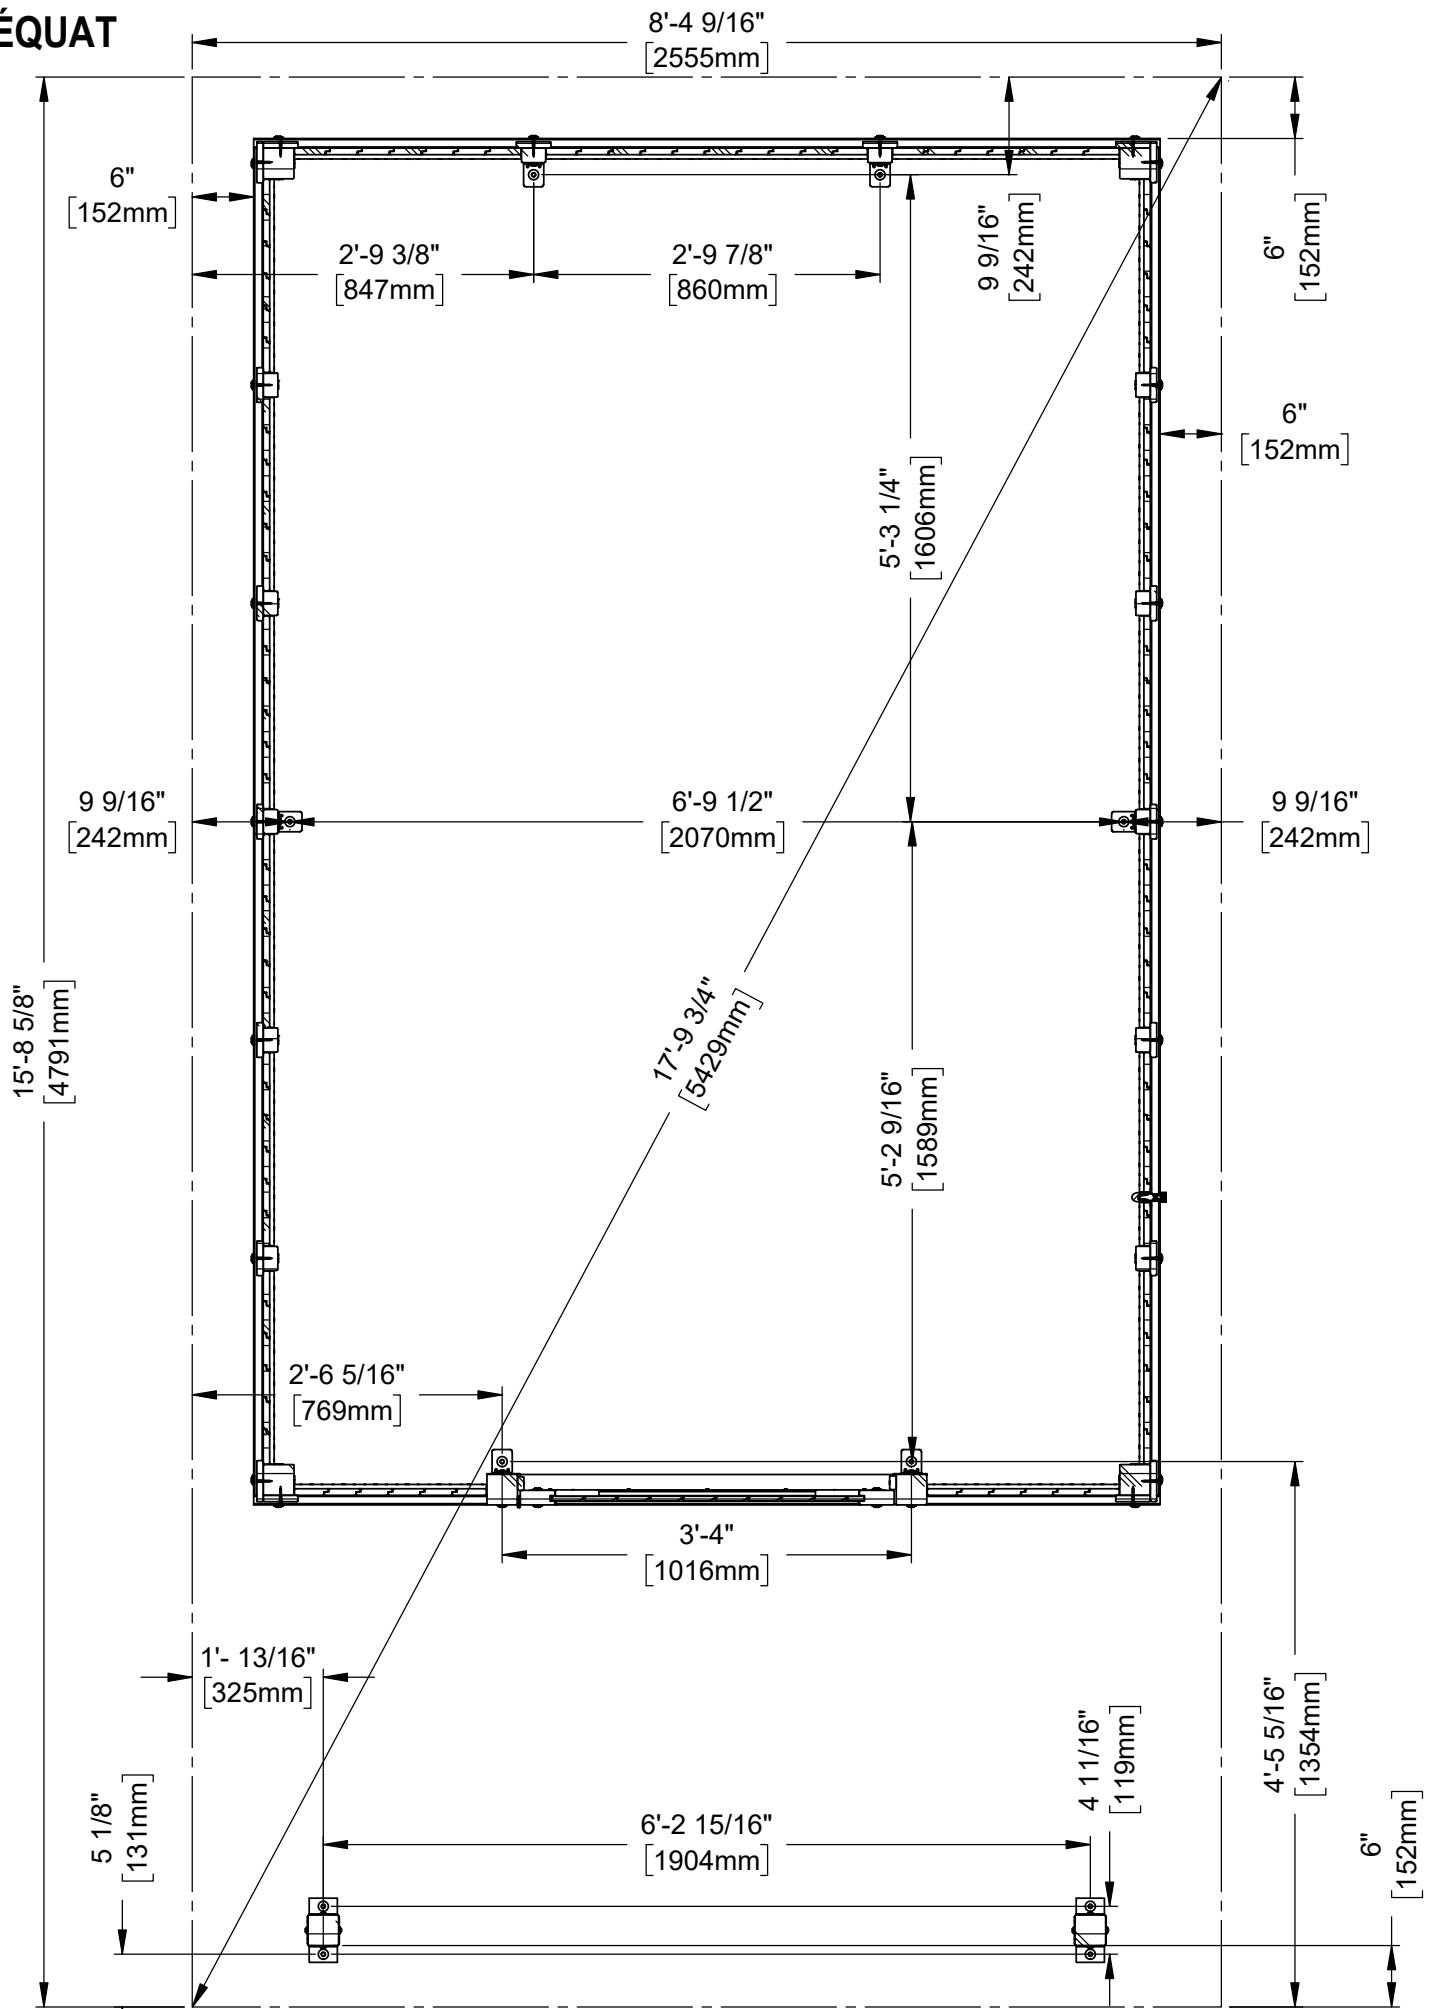 ÉQUAT
8'-4 9/16"
[2555mm]
6"
[152mm]
2'-9 3/8"
[847mm]
2'-9 7/8"
[860mm]
9 9/16"
[242mm]
6"
[152mm]
6"
[152mm]
5'-3 1/4"
[1606mm]
9 9/16"
[242mm]
6'-9 1/2"
[2070mm]
9 9/16"
[242mm]
15'-8 5/8"
[4791mm]
17'-9 3/4"
[5429mm]
5'-2 9/16"
[1589mm]
2'-6 5/16"
[769mm]
3'-4"
[1016mm]
1'- 13/16"
[325mm]
4 11/16"
[119mm]
4'-5 5/16"
[1354mm]
5 1/8"
[131mm]
6'-2 15/16"
[1904mm]
6"
[152mm]